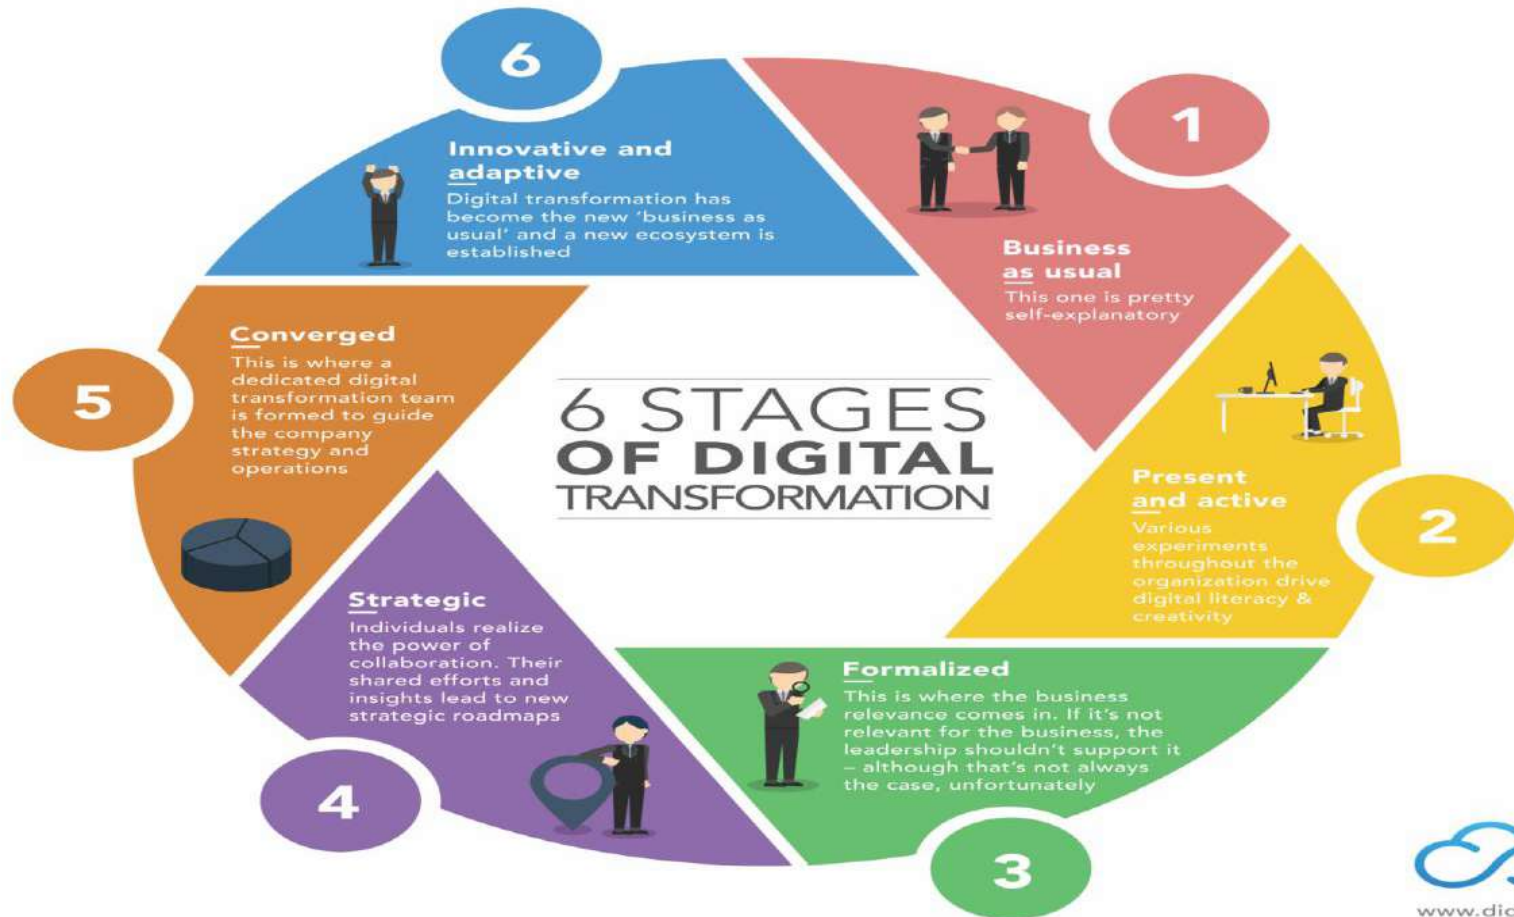 6 STAGES
OF DIGITAL
TRANSFORMATION
1
Business
as usual
This one is pretty
self-explanatory
2
Present
and active
Various
experiments
throughout the
organization drive
digital literacy &
creativity
3
Formalized
This is where the business
relevance comes in. If it's not
relevant for the business, the
leadership shouldn't support it
– although that's not always
the case, unfortunately
4
Strategic
Individuals realize
the power of
collaboration. Their
shared efforts and
insights lead to new
strategic roadmaps
5
Converged
This is where a
dedicated digital
transformation team
is formed to guide
the company
strategy and
operations
6
Innovative and
adaptive
Digital transformation has
become the new ‘business as
usual’ and a new ecosystem is
established